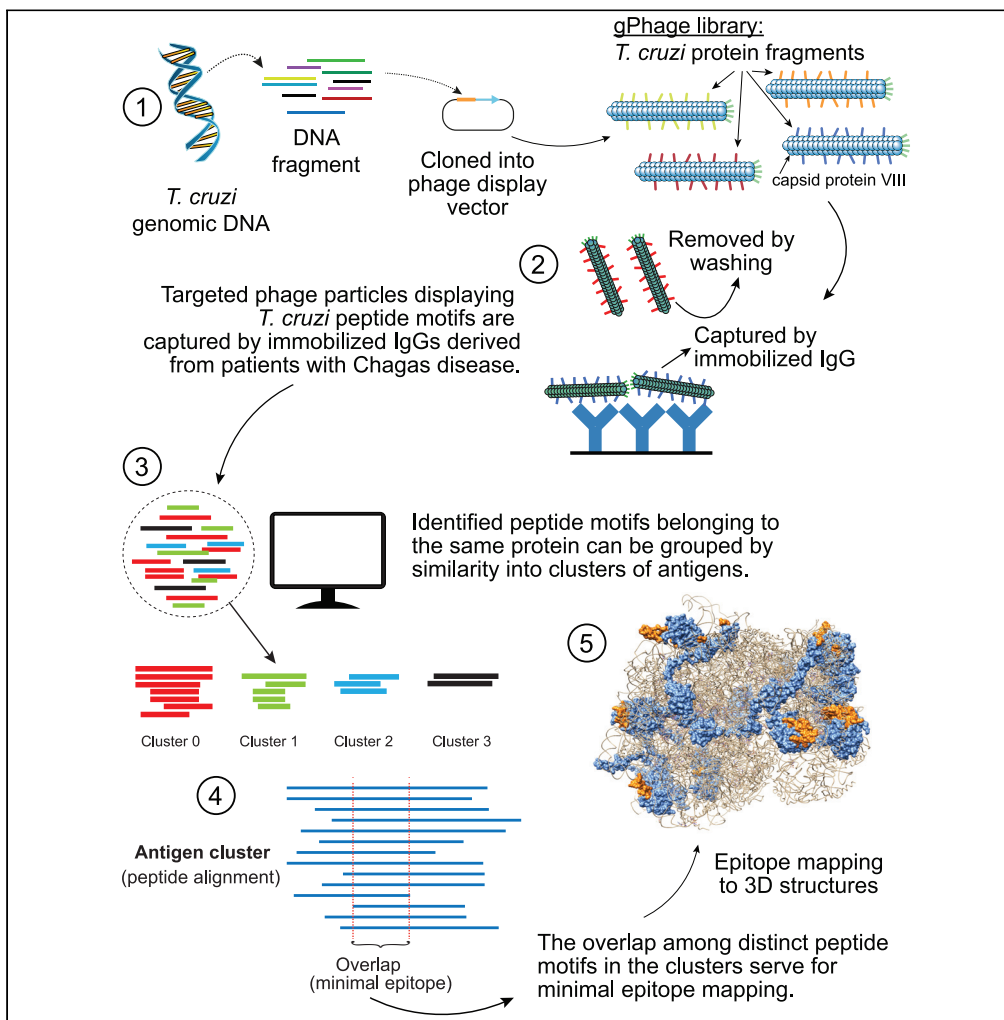 gPhage library:
T. cruzi protein fragments
1
DNA
fragment
T. cruzi
genomic DNA
Cloned into
phage display
vector
capsid protein VIII
2
Removed by
washing
Targeted phage particles displaying
T. cruzi peptide motifs are
captured by immobilized IgGs derived
from patients with Chagas disease.
Captured by
immobilized IgG
3
Identified peptide motifs belonging to
the same protein can be grouped by
similarity into clusters of antigens.
Cluster 0
Cluster 1
Cluster 2
Cluster 3
4
Antigen cluster
(peptide alignment)
Overlap
(minimal epitope)
5
Epitope mapping
to 3D structures
The overlap among distinct peptide
motifs in the clusters serve for
minimal epitope mapping.